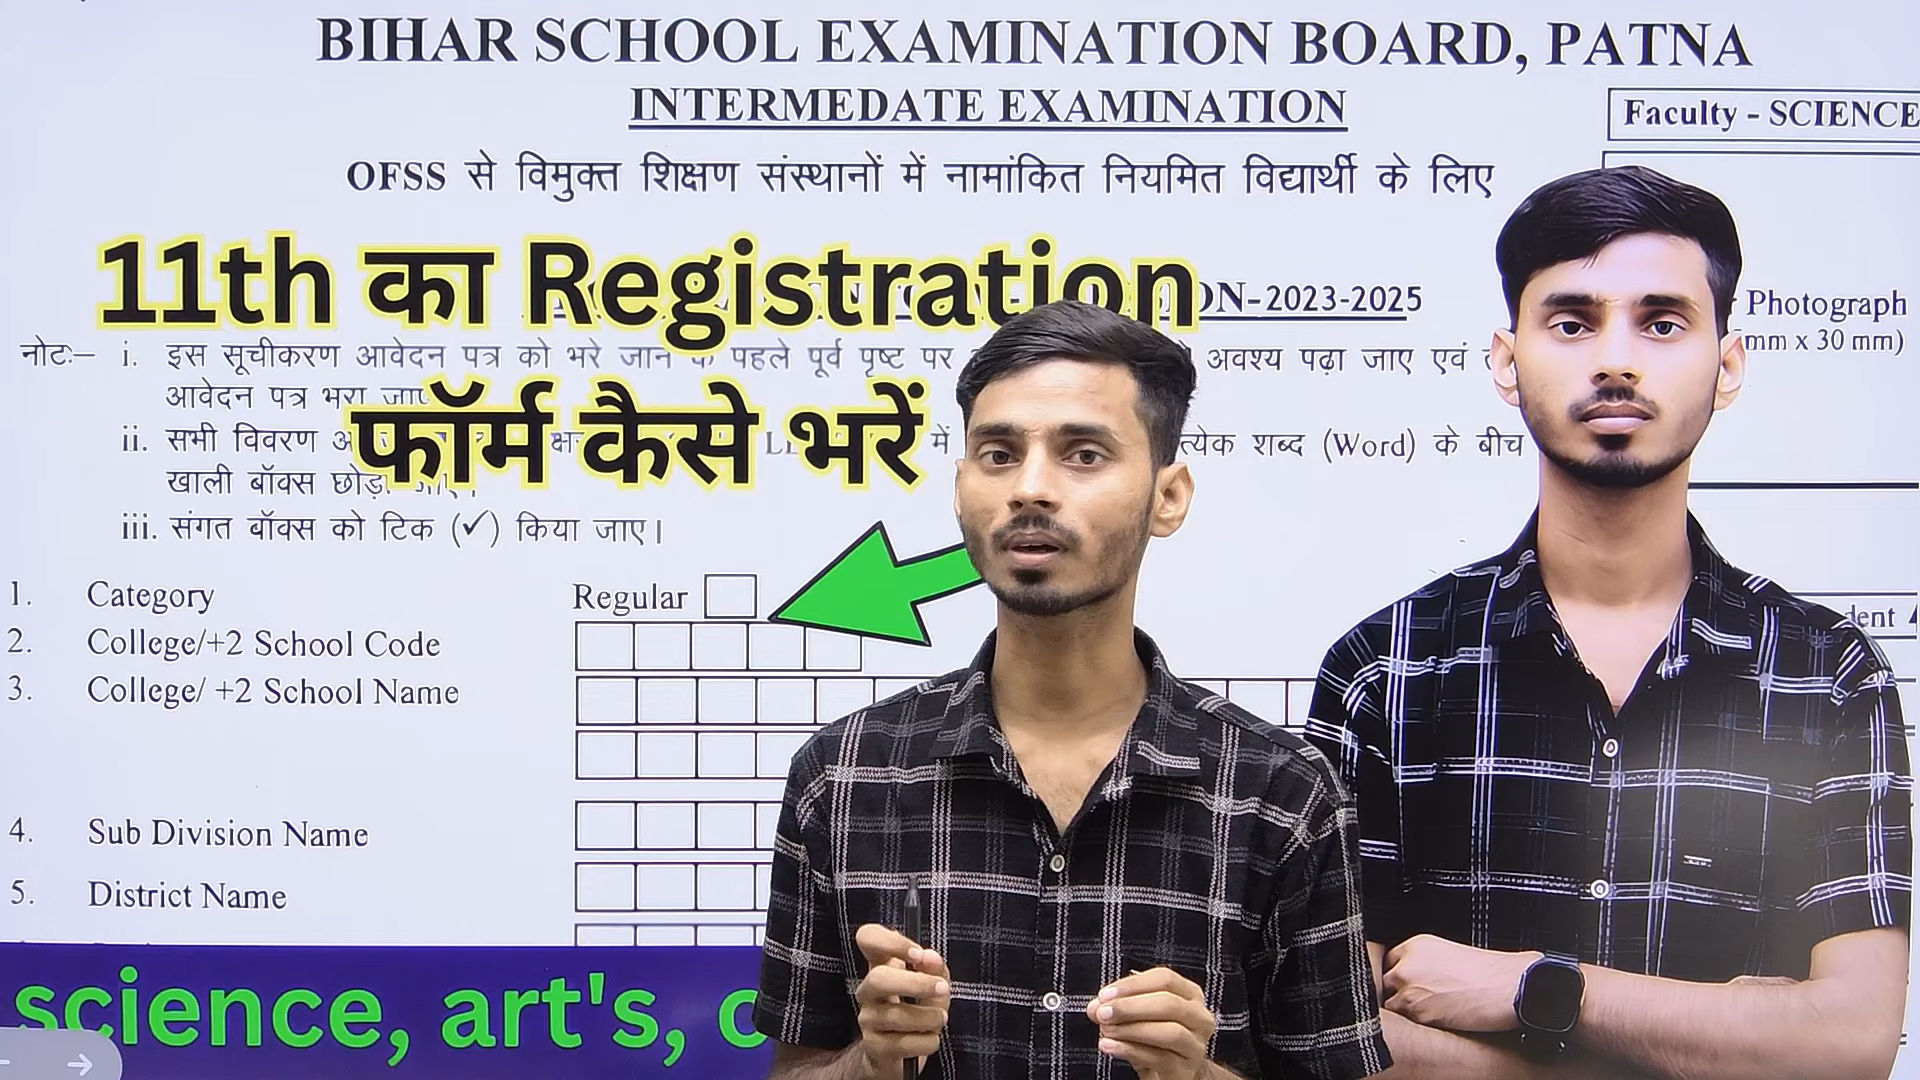 BIHAR SCHOOL EXAMINATION BOARD, PATNA
INTERMEDATE EXAMINATION
Faculty - SCIENCE
OFSS से विमुक्त शिक्षण संस्थानों में नामांकित नियमित विद्यार्थी के लिए
11th का Registration
-2023-2025
Photograph
mm x 30 mm)
नोटः– i. इस सूचीकरण आवेदन पत्र को भरे जाने के पहले पूर्व पृष्ट पर
अवश्य पढ़ा जाए एवं
आवेदन पत्र भरा जाए
फॉर्म कैसे भरें
ii. सभी विवरण
में
शब्द (Word) के बीच
खाली बॉक्स छोड़ा जाए।
iii. संगत बॉक्स को टिक (✓) किया जाए।
1. Category Regular
2. College/+2 School Code
3. College/ +2 School Name
4. Sub Division Name
5. District Name
science, art's,